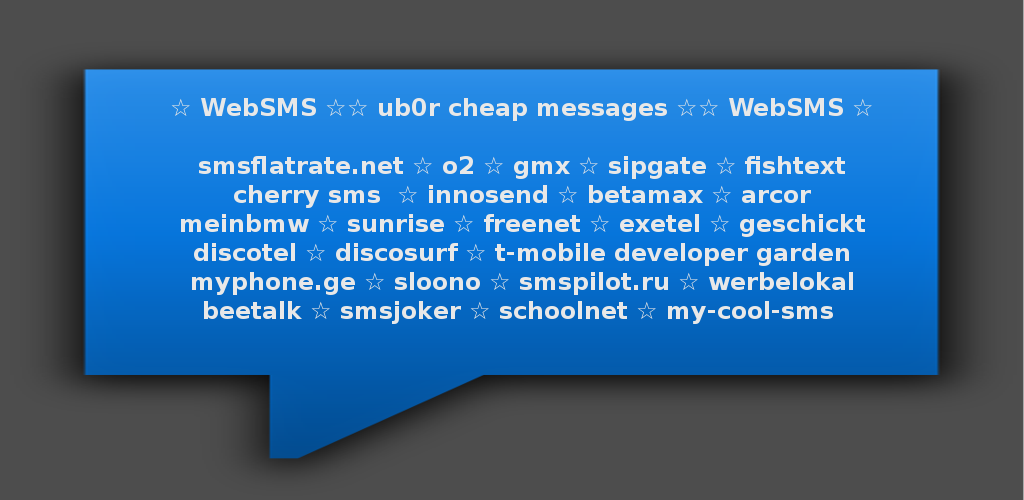 ☆ WebSMS ☆☆ ub0r cheap messages ☆☆ WebSMS ☆
smsflatrate.net ☆ o2 ☆ gmx ☆ sipgate ☆ fishtext
cherry sms ☆ innosend ☆ betamax ☆ arcor
meinbmw ☆ sunrise ☆ freenet ☆ exetel ☆ geschickt
discotel ☆ discosurf ☆ t-mobile developer garden
myphone.ge ☆ sloono ☆ smspilot.ru ☆ werbelokal
beetalk ☆ smsjoker ☆ schoolnet ☆ my-cool-sms